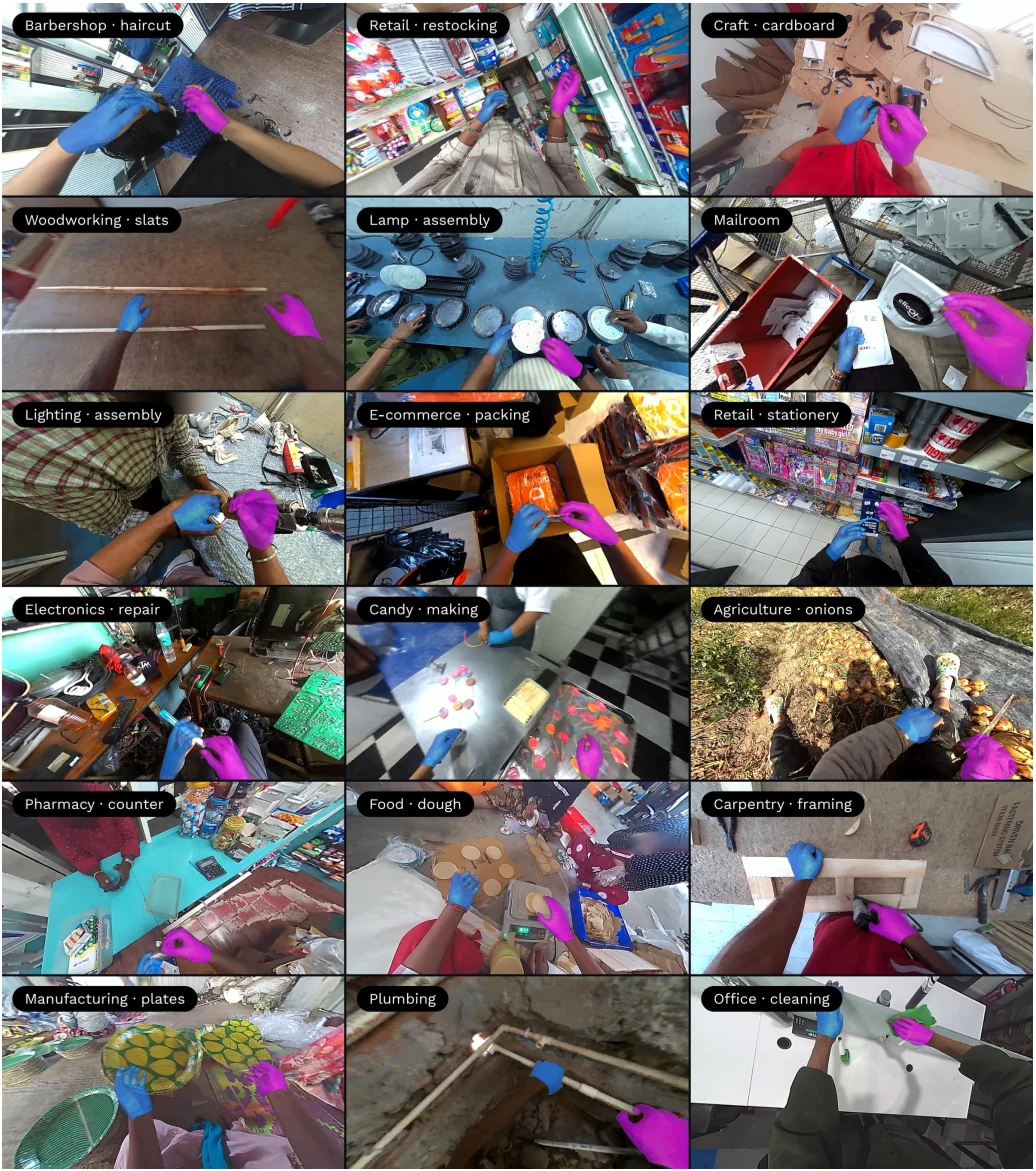 Barbershop · haircut
Retail · restocking
Craft · cardboard
Woodworking · slats
Lamp · assembly
Mailroom
Lighting · assembly
E-commerce · packing
Retail · stationery
Electronics · repair
Candy · making
Agriculture · onions
Pharmacy · counter
Food · dough
Carpentry · framing
Manufacturing · plates
Plumbing
Office · cleaning